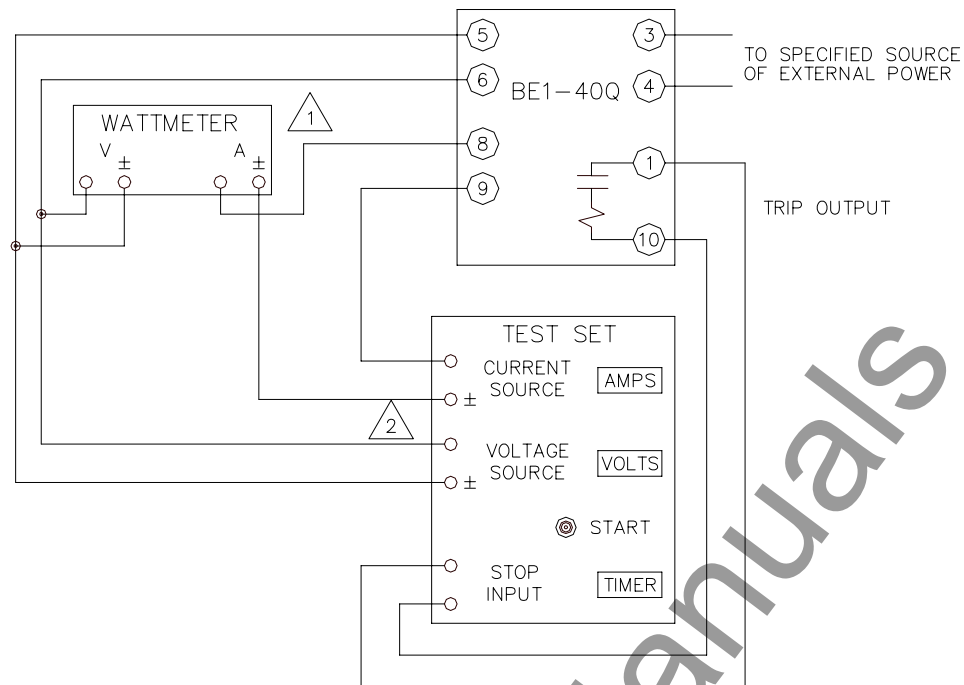 5
3
TO SPECIFIED SOURCE
OF EXTERNAL POWER
6
BE1-40Q
4
WATTMETER
1
V ± A ±
8
1
9
TRIP OUTPUT
10
TEST SET
CURRENT
SOURCE
AMPS
±
2
VOLTAGE
SOURCE
VOLTS
±
START
STOP
INPUT
TIMER
anuals